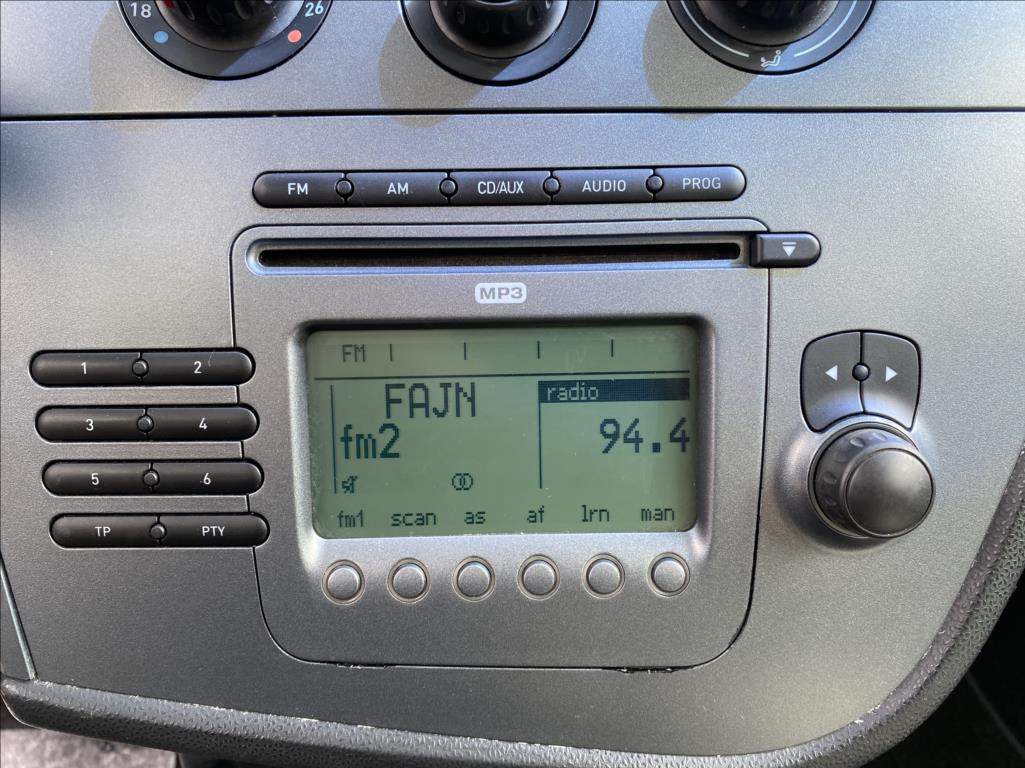 18 26
FM AM CD/AUX AUDIO PROG
MP3
1 2
3 4
5 6
TP PTY
FM
FAJN radio
fm2 94.4
fm1 scan as af lrn man